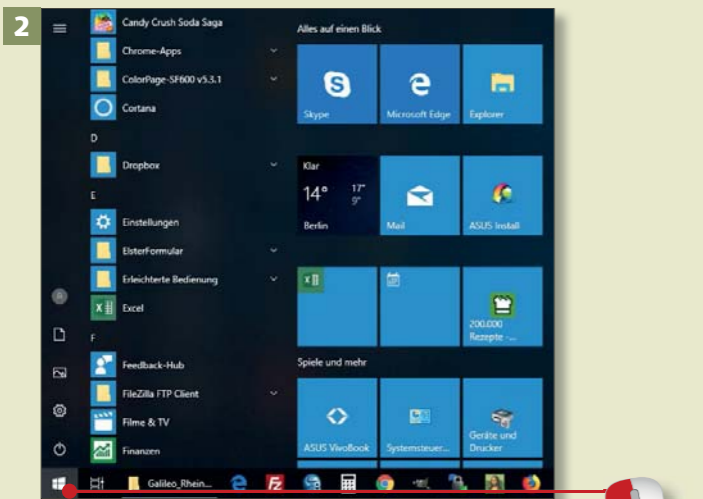 2
Candy Crush Soda Saga
Chrome-Apps
ColorPage-SF600 v5.3.1
Cortana
D
Dropbox
E
Einstellungen
ElsterFormular
Erleichterte Bedienung
Excel
F
Feedback-Hub
FileZilla FTP Client
Filme & TV
Finanzen
Alles auf einen Blick
Skype
Microsoft Edge
Explorer
Klar
14°
17°
9°
Berlin
Mail
ASUS Install
200.000
Rezepte -...
Spiele und mehr
ASUS VivoBook
Systemsteuer...
Geräte und
Drucker
Galileo_Rhein...